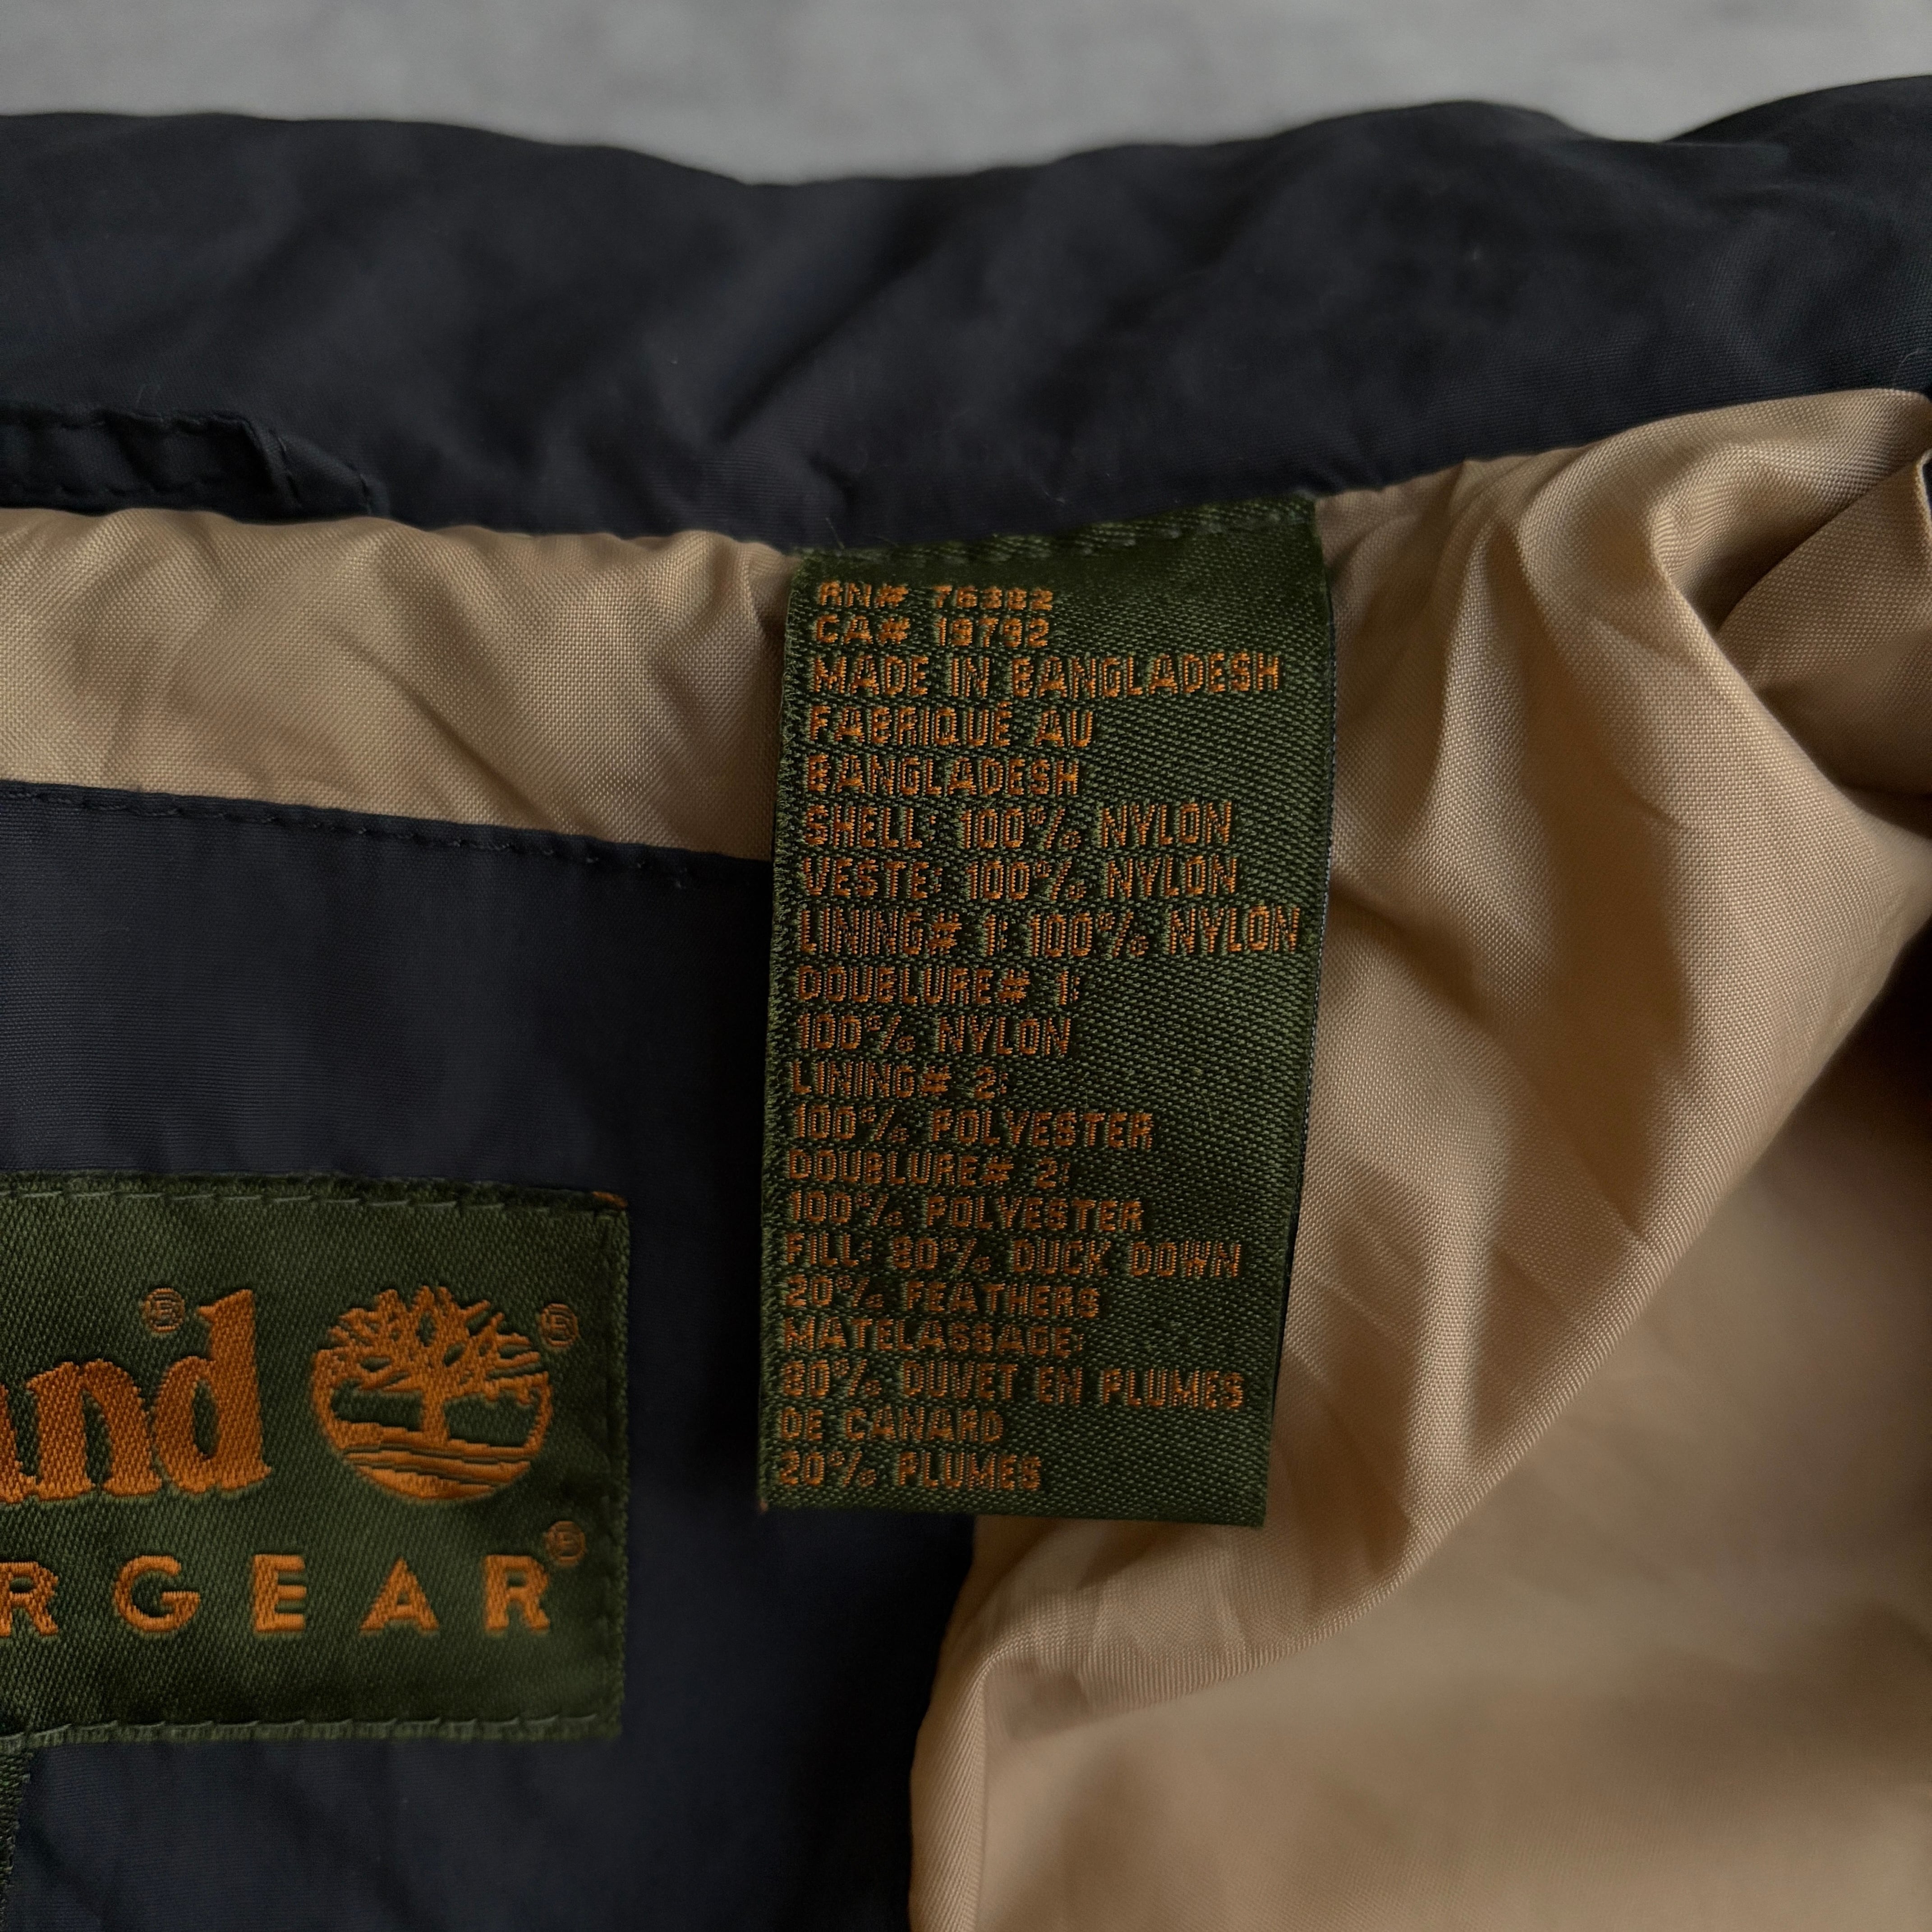 RN# 76382
CA# 19792
MADE IN BANGLADESH
FABRIQUÉ AU
BANGLADESH
SHELL: 100% NYLON
VESTE: 100% NYLON
LINING# 1: 100% NYLON
DOUBLURE# 1:
100% NYLON
LINING# 2:
100% POLYESTER
DOUBLURE# 2:
100% POLYESTER
FILL: 80% DUCK DOWN
20% FEATHERS
MATELASSAGE:
80% DUVET EN PLUMES
DE CANARD
20% PLUMES
and® ®
RGEAR®